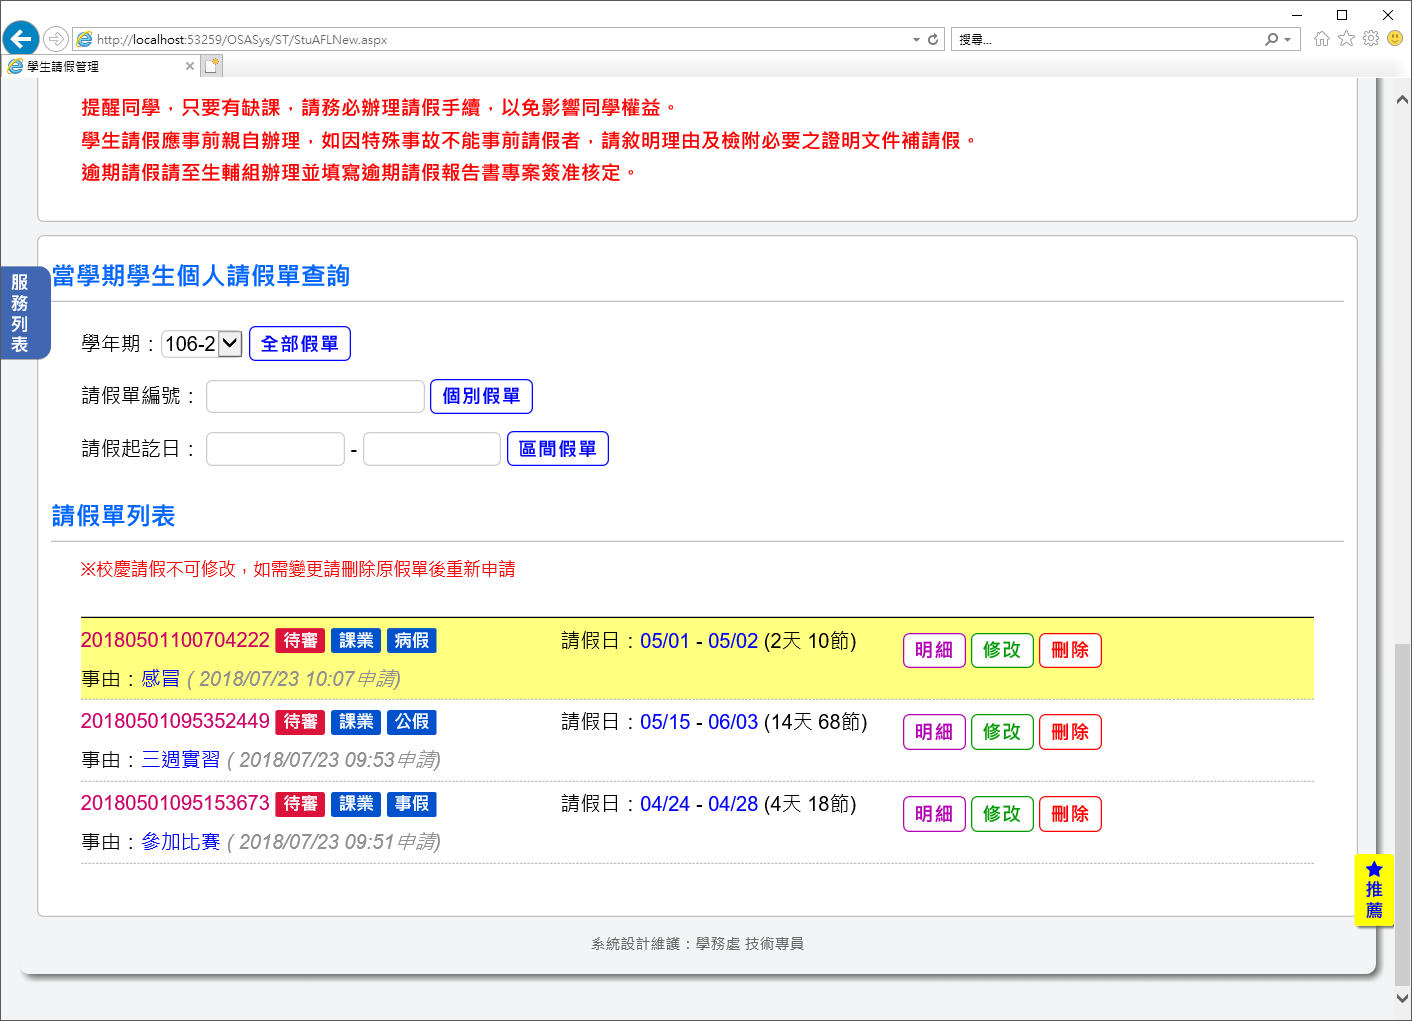 http://localhost:53259/OSASys/ST/StuAFLNew.aspx
搜尋...
學生請假管理
提醒同學，只要有缺課，請務必辦理請假手續，以免影響同學權益。
學生請假應事前親自辦理，如因特殊事故不能事前請假者，請敘明理由及檢附必要之證明文件補請假。
逾期請假請至生輔組辦理並填寫逾期請假報告書專案簽准核定。
服務列表
當學期學生個人請假單查詢
學年期：106-2 全部假單
請假單編號： 個別假單
請假起訖日： - 區間假單
請假單列表
※校慶請假不可修改，如需變更請刪除原假單後重新申請
20180501100704222 待審 課業 病假 請假日：05/01 - 05/02 (2天 10節) 明細 修改 刪除
事由：感冒 ( 2018/07/23 10:07申請)
20180501095352449 待審 課業 公假 請假日：05/15 - 06/03 (14天 68節) 明細 修改 刪除
事由：三週實習 ( 2018/07/23 09:53申請)
20180501095153673 待審 課業 事假 請假日：04/24 - 04/28 (4天 18節) 明細 修改 刪除
事由：參加比賽 ( 2018/07/23 09:51申請)
★推薦
系統設計維護：學務處 技術專員